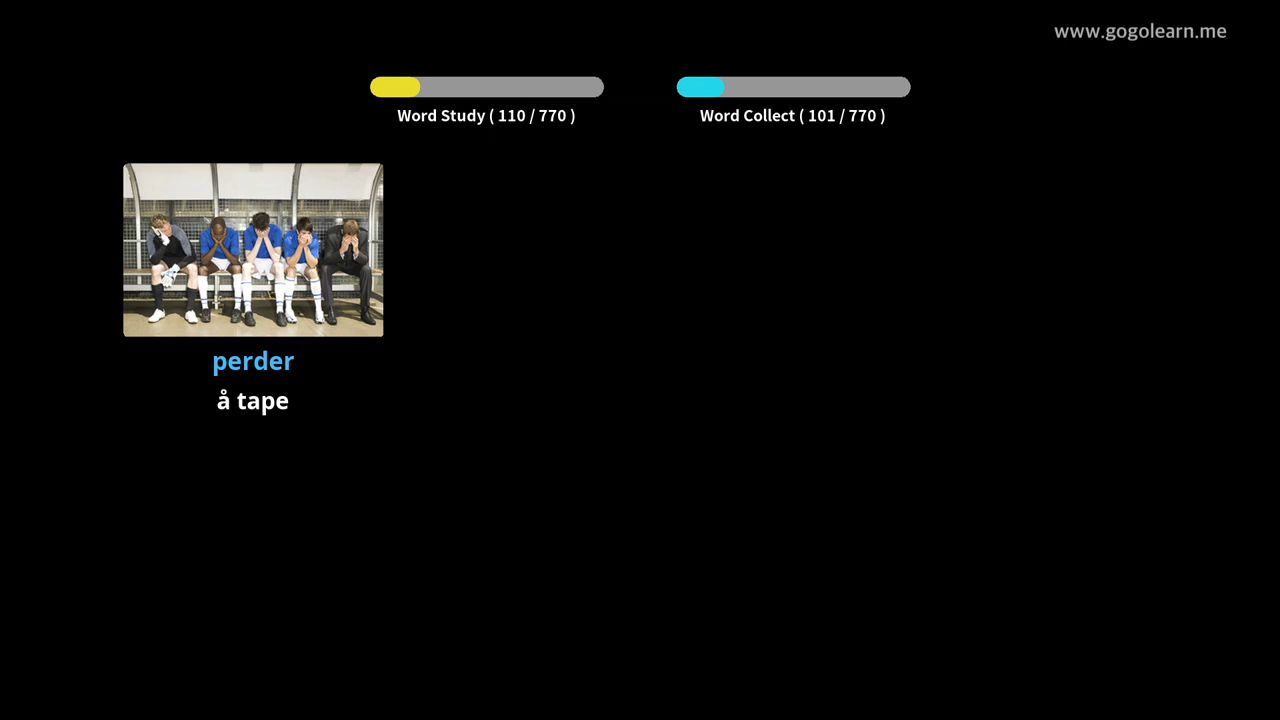 www.gogolearn.me
Word Study ( 110 / 770 )
Word Collect ( 101 / 770 )
perder
å tape